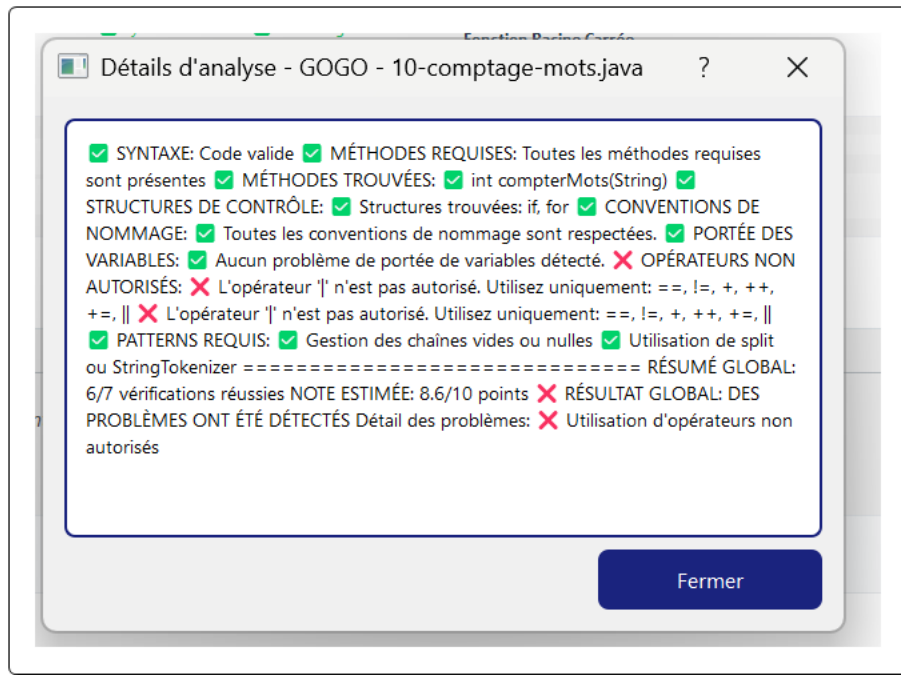 Fonction Racine Carrée
Détails d'analyse - GOGO - 10-comptage-mots.java ?
✅ SYNTAXE: Code valide ✅ MÉTHODES REQUISES: Toutes les méthodes requises
sont présentes ✅ MÉTHODES TROUVÉES: ✅ int compterMots(String) ✅
STRUCTURES DE CONTRÔLE: ✅ Structures trouvées: if, for ✅ CONVENTIONS DE
NOMMAGE: ✅ Toutes les conventions de nommage sont respectées. ✅ PORTÉE DES
VARIABLES: ✅ Aucun problème de portée de variables détecté. ❌ OPÉRATEURS NON
AUTORISÉS: ❌ L'opérateur '|' n'est pas autorisé. Utilisez uniquement: ==, !=, +, ++,
+=, || ❌ L'opérateur '|' n'est pas autorisé. Utilisez uniquement: ==, !=, +, ++, +=, ||
✅ PATTERNS REQUIS: ✅ Gestion des chaînes vides ou nulles ✅ Utilisation de split
ou StringTokenizer ============================== RÉSUMÉ GLOBAL:
6/7 vérifications réussies NOTE ESTIMÉE: 8.6/10 points ❌ RÉSULTAT GLOBAL: DES
PROBLÈMES ONT ÉTÉ DÉTECTÉS Détail des problèmes: ❌ Utilisation d'opérateurs non
autorisés
Fermer